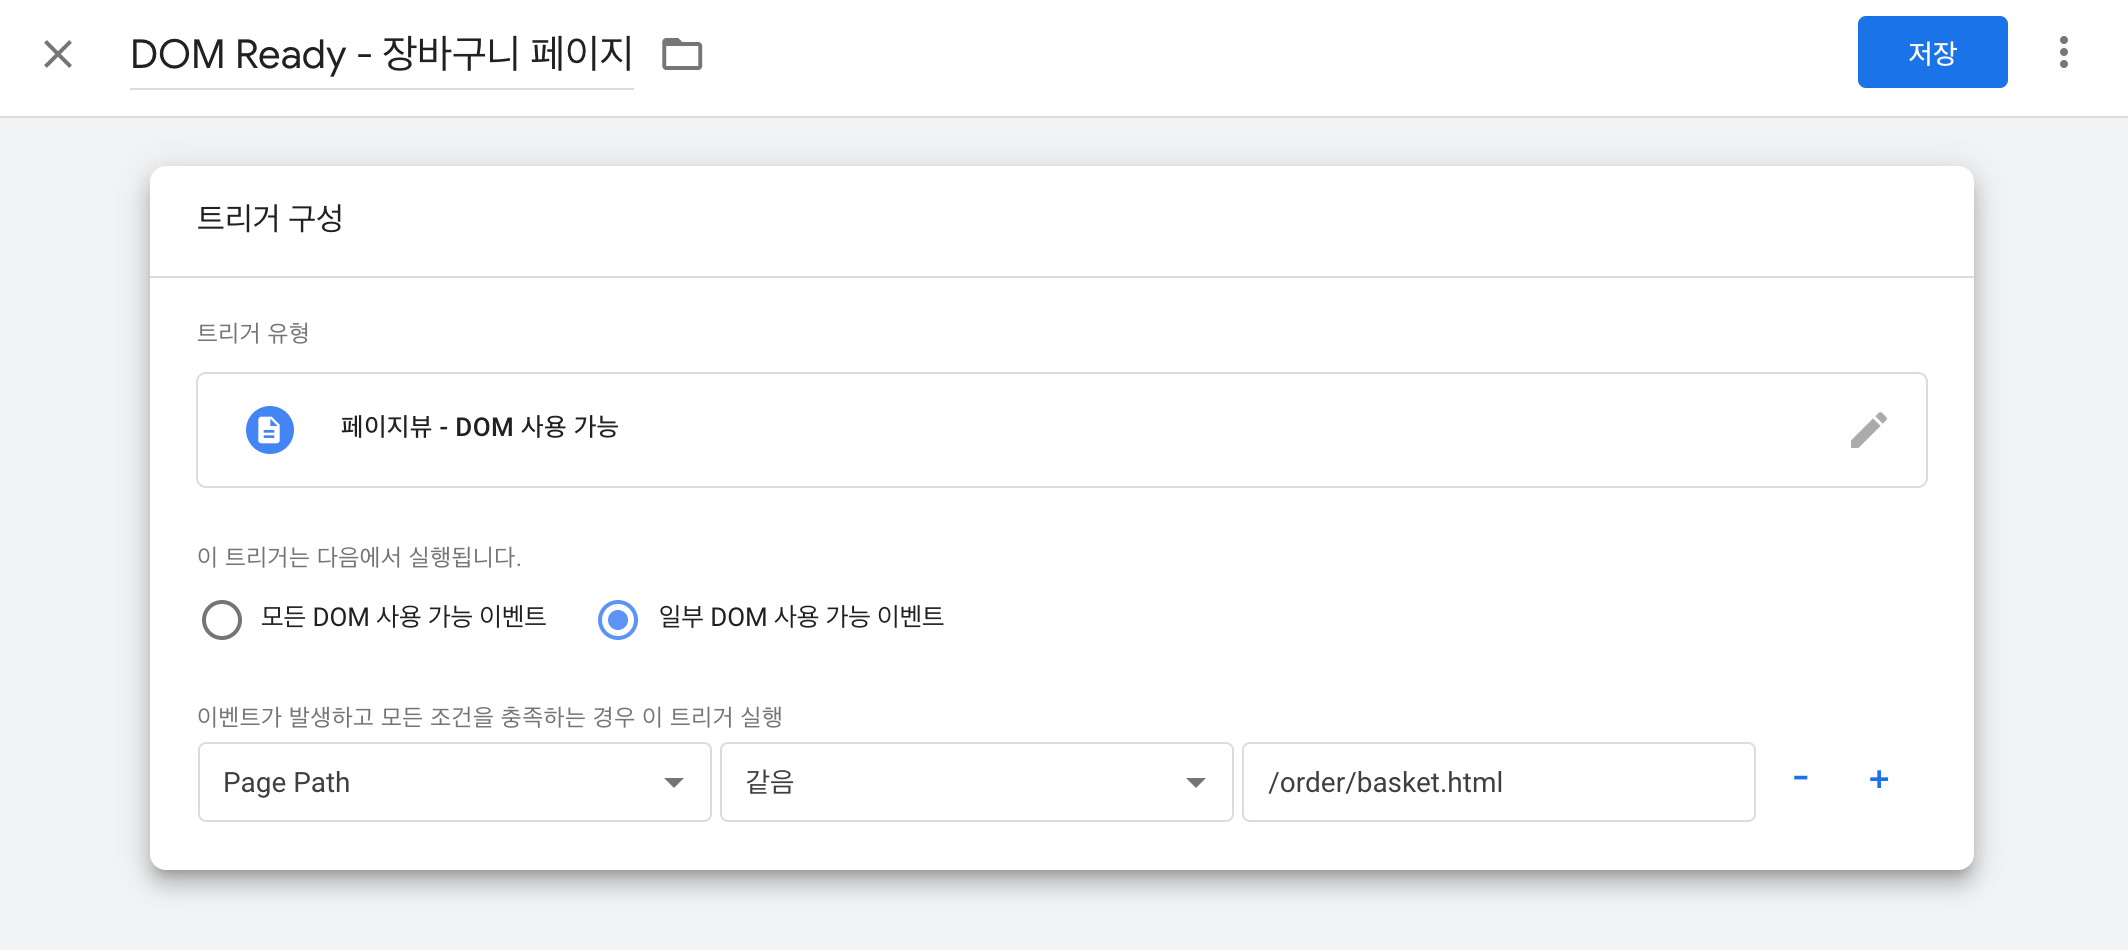 DOM Ready - 장바구니 페이지
저장
트리거 구성
트리거 유형
페이지뷰 - DOM 사용 가능
이 트리거는 다음에서 실행됩니다.
모든 DOM 사용 가능 이벤트 일부 DOM 사용 가능 이벤트
이벤트가 발생하고 모든 조건을 충족하는 경우 이 트리거 실행
Page Path 같음 /order/basket.html - +